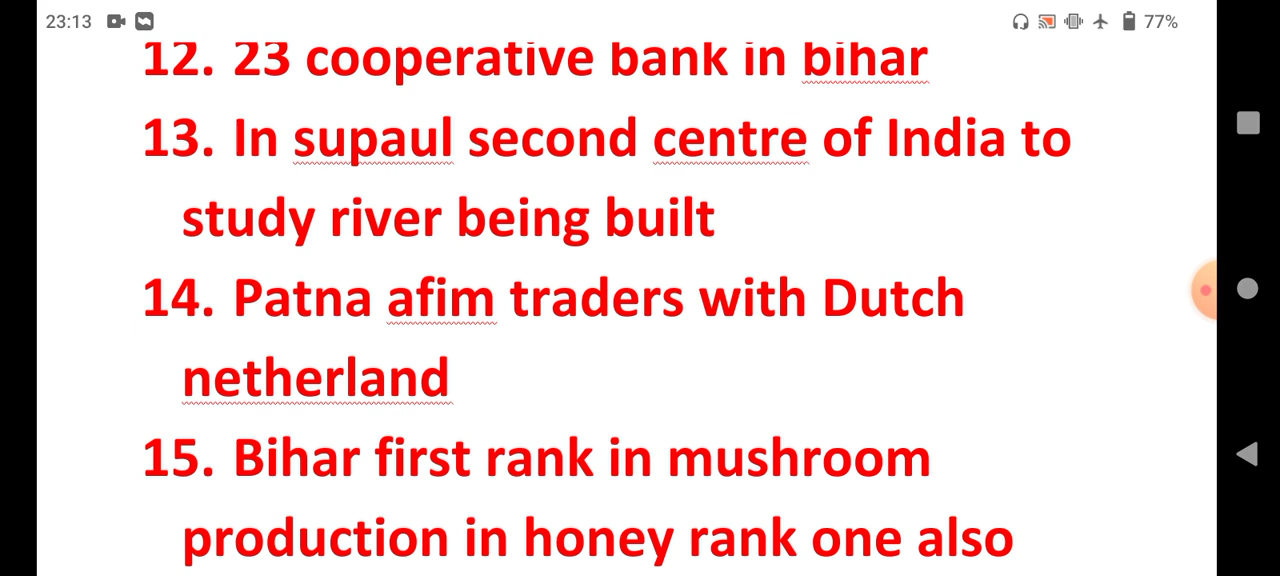 23:13 77%
12. 23 cooperative bank in bihar
13. In supaul second centre of India to
study river being built
14. Patna afim traders with Dutch
netherland
15. Bihar first rank in mushroom
production in honey rank one also